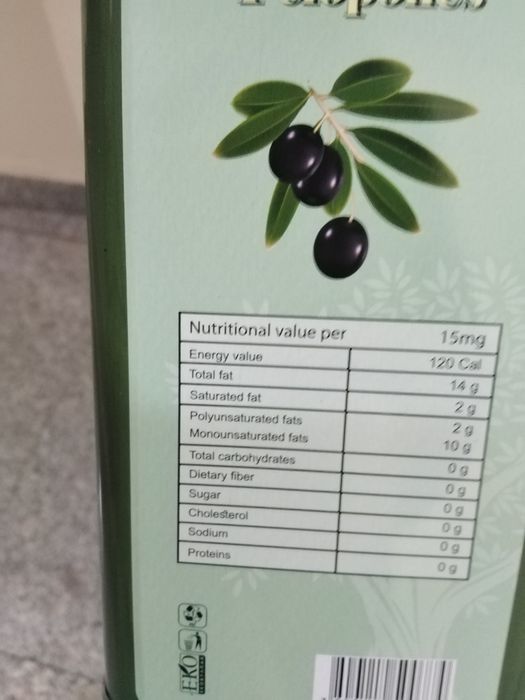 Nutritional value per 15mg
Energy value 120 Cal
Total fat 14 g
Saturated fat 2 g
Polyunsaturated fats 2 g
Monounsaturated fats 10 g
Total carbohydrates 0 g
Dietary fiber 0 g
Sugar 0 g
Cholesterol 0 g
Sodium 0 g
Proteins 0 g
EKO